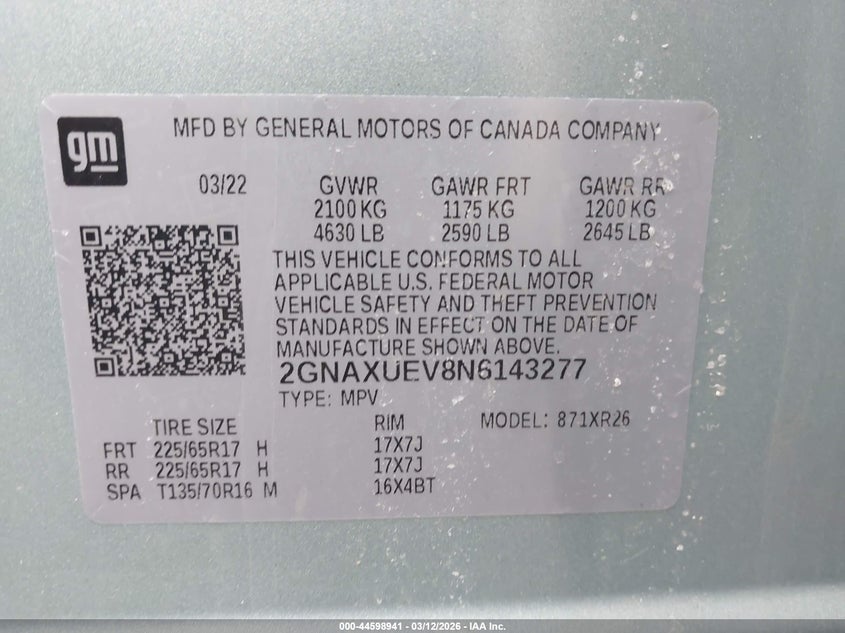 gm
MFD BY GENERAL MOTORS OF CANADA COMPANY
03/22 GVWR GAWR FRT GAWR RR
2100 KG 1175 KG 1200 KG
4630 LB 2590 LB 2645 LB
THIS VEHICLE CONFORMS TO ALL
APPLICABLE U.S. FEDERAL MOTOR
VEHICLE SAFETY AND THEFT PREVENTION
STANDARDS IN EFFECT ON THE DATE OF
MANUFACTURE SHOWN ABOVE.
2GNAXUEV8N6143277
TYPE: MPV
TIRE SIZE RIM MODEL: 871XR26
FRT 225/65R17 H 17X7J
RR 225/65R17 H 17X7J
SPA T135/70R16 M 16X4BT
000-44598941 - 03/12/2026 - IAA Inc.